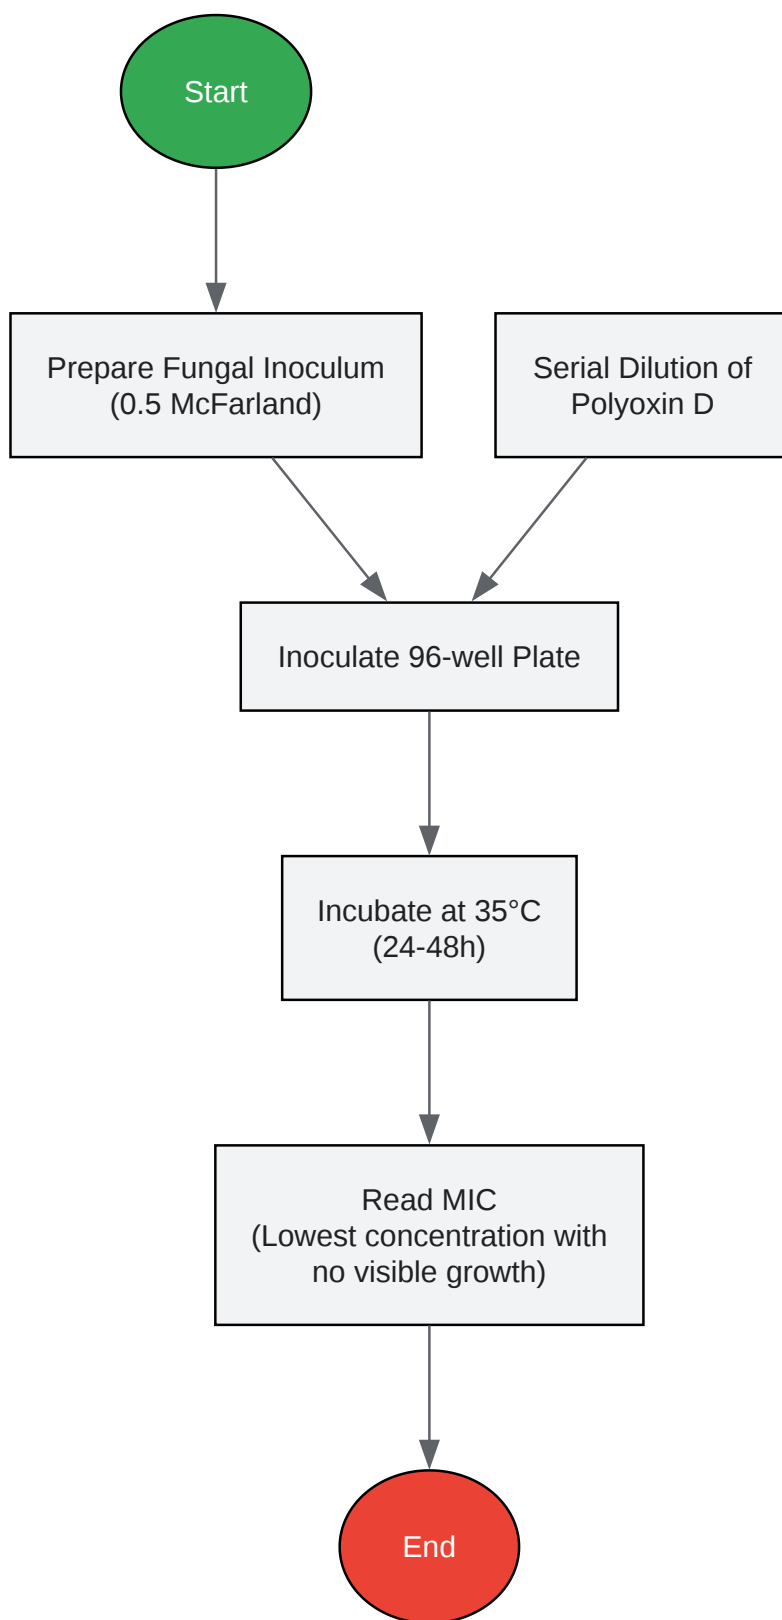 Start
Prepare Fungal Inoculum
(0.5 McFarland)
Serial Dilution of
Polyoxin D
Inoculate 96-well Plate
Incubate at 35°C
(24-48h)
Read MIC
(Lowest concentration with
no visible growth)
End